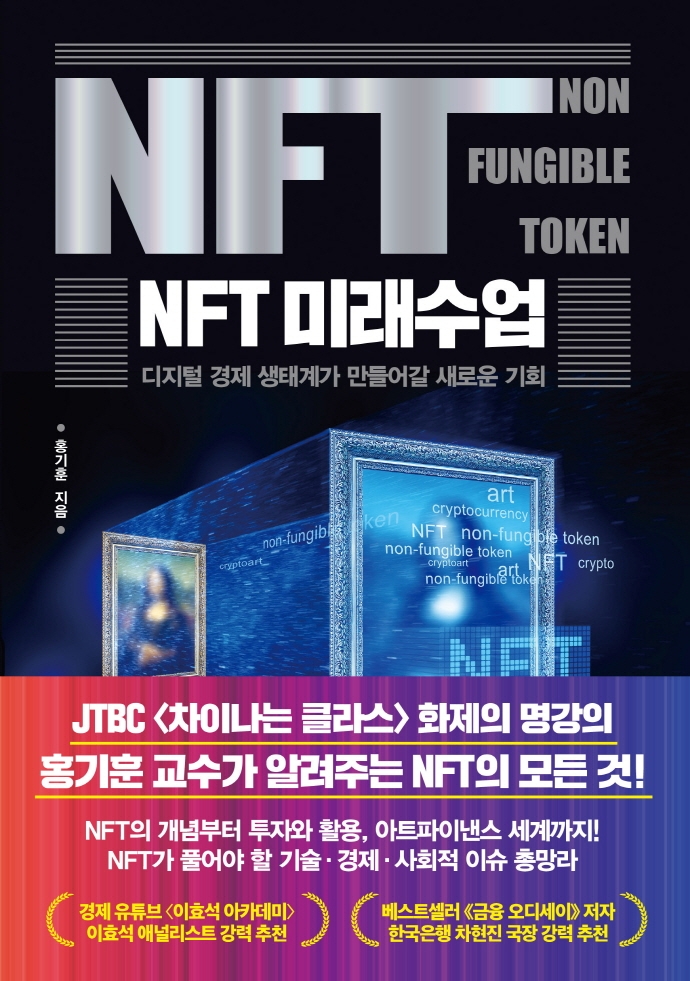 NFT
NON
FUNGIBLE
TOKEN
NFT 미래수업
디지털 경제 생태계가 만들어갈 새로운 기회
홍기훈 지음
art
cryptocurrency
non-fungible token
NFT non-fungible token
non-fungible token
cryptoart
cryptoart
art NFT crypto
non-fungible token
NFT
JTBC 〈차이나는 클라스〉 화제의 명강의
홍기훈 교수가 알려주는 NFT의 모든 것!
NFT의 개념부터 투자와 활용, 아트파이낸스 세계까지!
NFT가 풀어야 할 기술·경제·사회적 이슈 총망라
경제 유튜브 〈이효석 아카데미〉
이효석 애널리스트 강력 추천
베스트셀러 《금융 오디세이》 저자
한국은행 차현진 국장 강력 추천